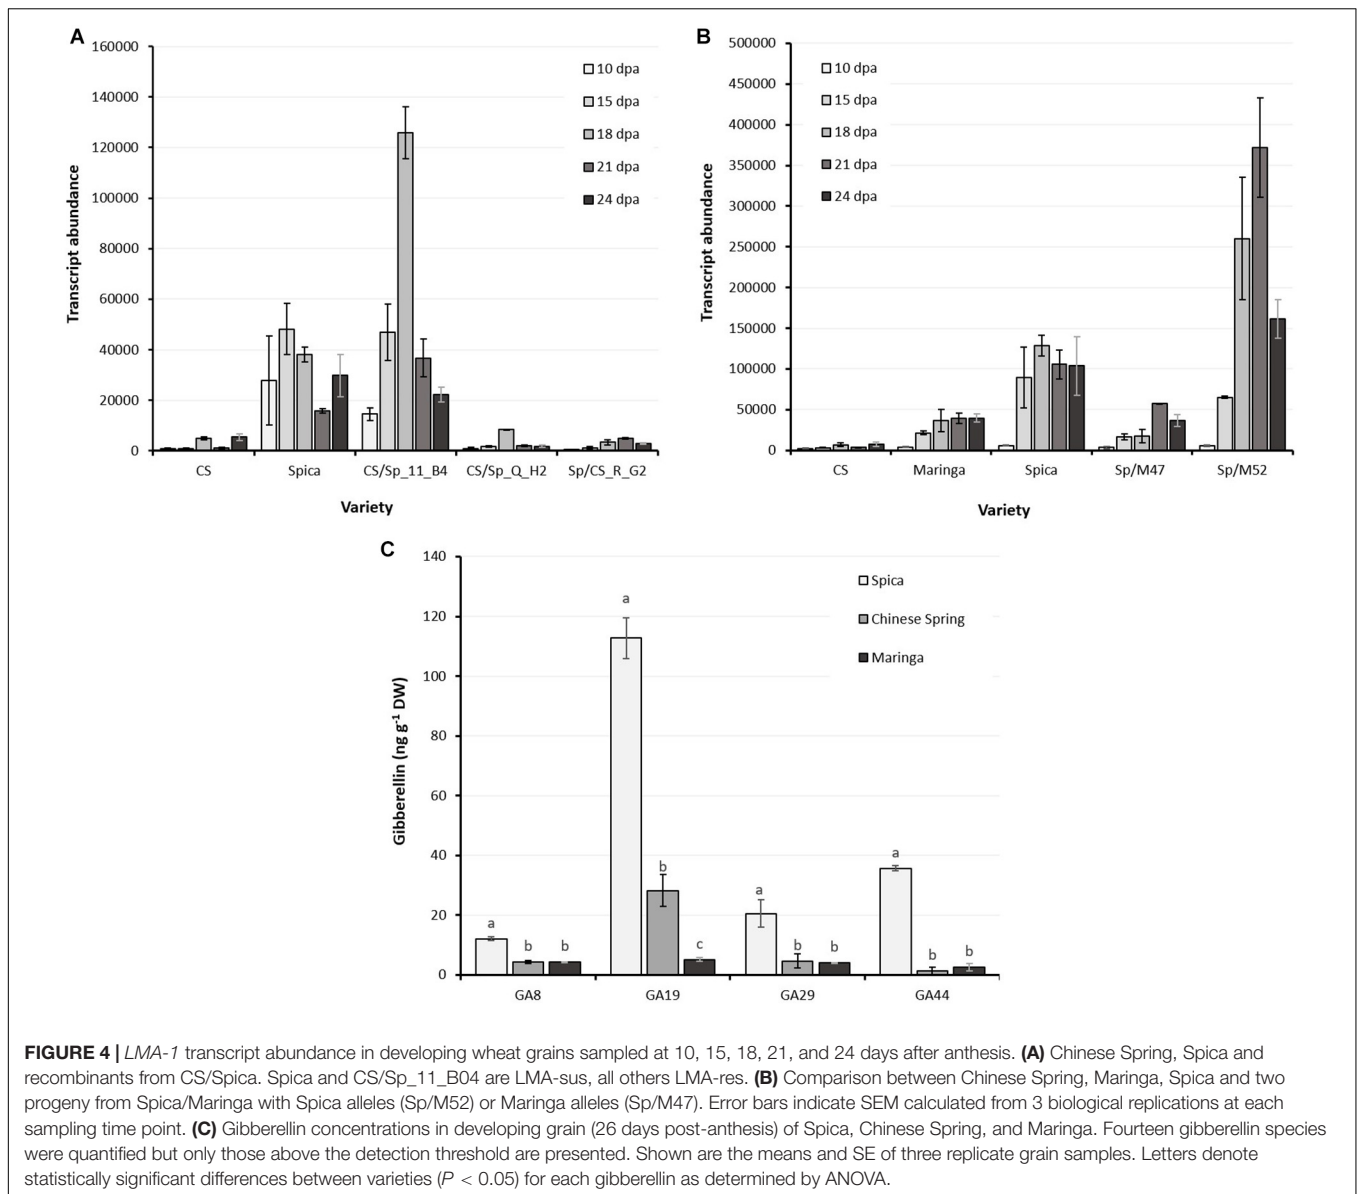 A
160000
140000
120000
100000
80000
60000
40000
20000
0
Transcript abundance
10 dpa
15 dpa
18 dpa
21 dpa
24 dpa
CS Spica CS/Sp_11_B4 CS/Sp_Q_H2 Sp/CS_R_G2
Variety
B
500000
450000
400000
350000
300000
250000
200000
150000
100000
50000
0
Transcript abundance
10 dpa
15 dpa
18 dpa
21 dpa
24 dpa
CS Maringa Spica Sp/M47 Sp/M52
Variety
C
140
120
100
80
60
40
20
0
Gibberellin (ng g⁻¹ DW)
Spica
Chinese Spring
Maringa
a b b
a b c
a b b
a b b
GA8 GA19 GA29 GA44
FIGURE 4 | LMA-1 transcript abundance in developing wheat grains sampled at 10, 15, 18, 21, and 24 days after anthesis. (A) Chinese Spring, Spica and
recombinants from CS/Spica. Spica and CS/Sp_11_B04 are LMA-sus, all others LMA-res. (B) Comparison between Chinese Spring, Maringa, Spica and two
progeny from Spica/Maringa with Spica alleles (Sp/M52) or Maringa alleles (Sp/M47). Error bars indicate SEM calculated from 3 biological replications at each
sampling time point. (C) Gibberellin concentrations in developing grain (26 days post-anthesis) of Spica, Chinese Spring, and Maringa. Fourteen gibberellin species
were quantified but only those above the detection threshold are presented. Shown are the means and SE of three replicate grain samples. Letters denote
statistically significant differences between varieties (P < 0.05) for each gibberellin as determined by ANOVA.